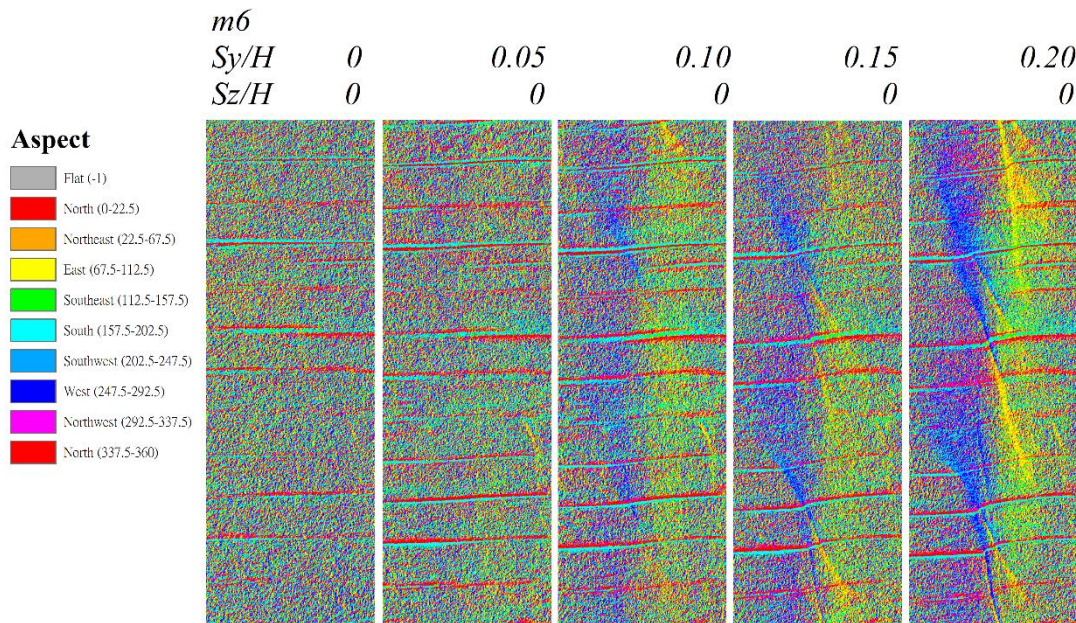 m6
Sy/H 0 0.05 0.10 0.15 0.20
Sz/H 0 0 0 0 0
Aspect
Flat (-1)
North (0-22.5)
Northeast (22.5-67.5)
East (67.5-112.5)
Southeast (112.5-157.5)
South (157.5-202.5)
Southwest (202.5-247.5)
West (247.5-292.5)
Northwest (292.5-337.5)
North (337.5-360)